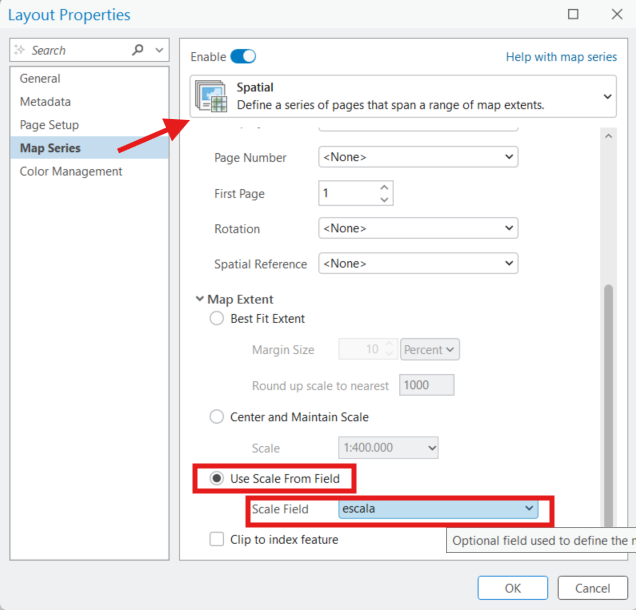 Layout Properties
Search
General
Metadata
Page Setup
Map Series
Color Management
Enable
Help with map series
Spatial
Define a series of pages that span a range of map extents.
Page Number <None>
First Page 1
Rotation <None>
Spatial Reference <None>
Map Extent
Best Fit Extent
Margin Size 10 Percent
Round up scale to nearest 1000
Center and Maintain Scale
Scale 1:400.000
Use Scale From Field
Scale Field escala
Clip to index feature
Optional field used to define the
OK Cancel